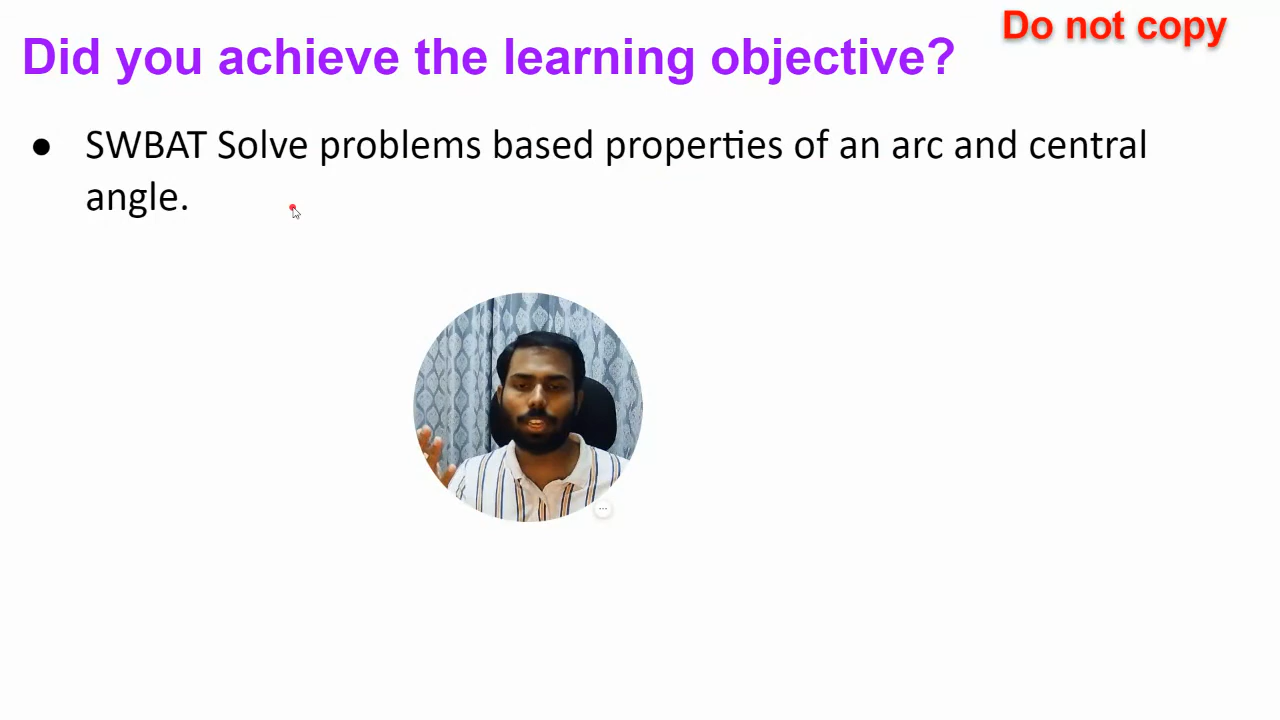 Do not copy
Did you achieve the learning objective?
● SWBAT Solve problems based properties of an arc and central
angle.